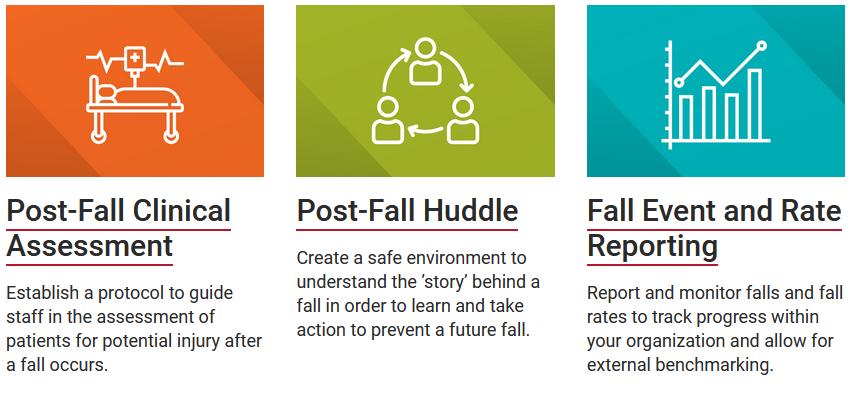 Post-Fall Clinical
Assessment
Establish a protocol to guide
staff in the assessment of
patients for potential injury after
a fall occurs.
Post-Fall Huddle
Create a safe environment to
understand the ’story’ behind a
fall in order to learn and take
action to prevent a future fall.
Fall Event and Rate
Reporting
Report and monitor falls and fall
rates to track progress within
your organization and allow for
external benchmarking.